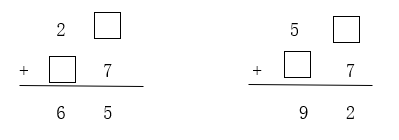 2 □ 5 □
+ □ 7 + □ 7
6 5 9 2